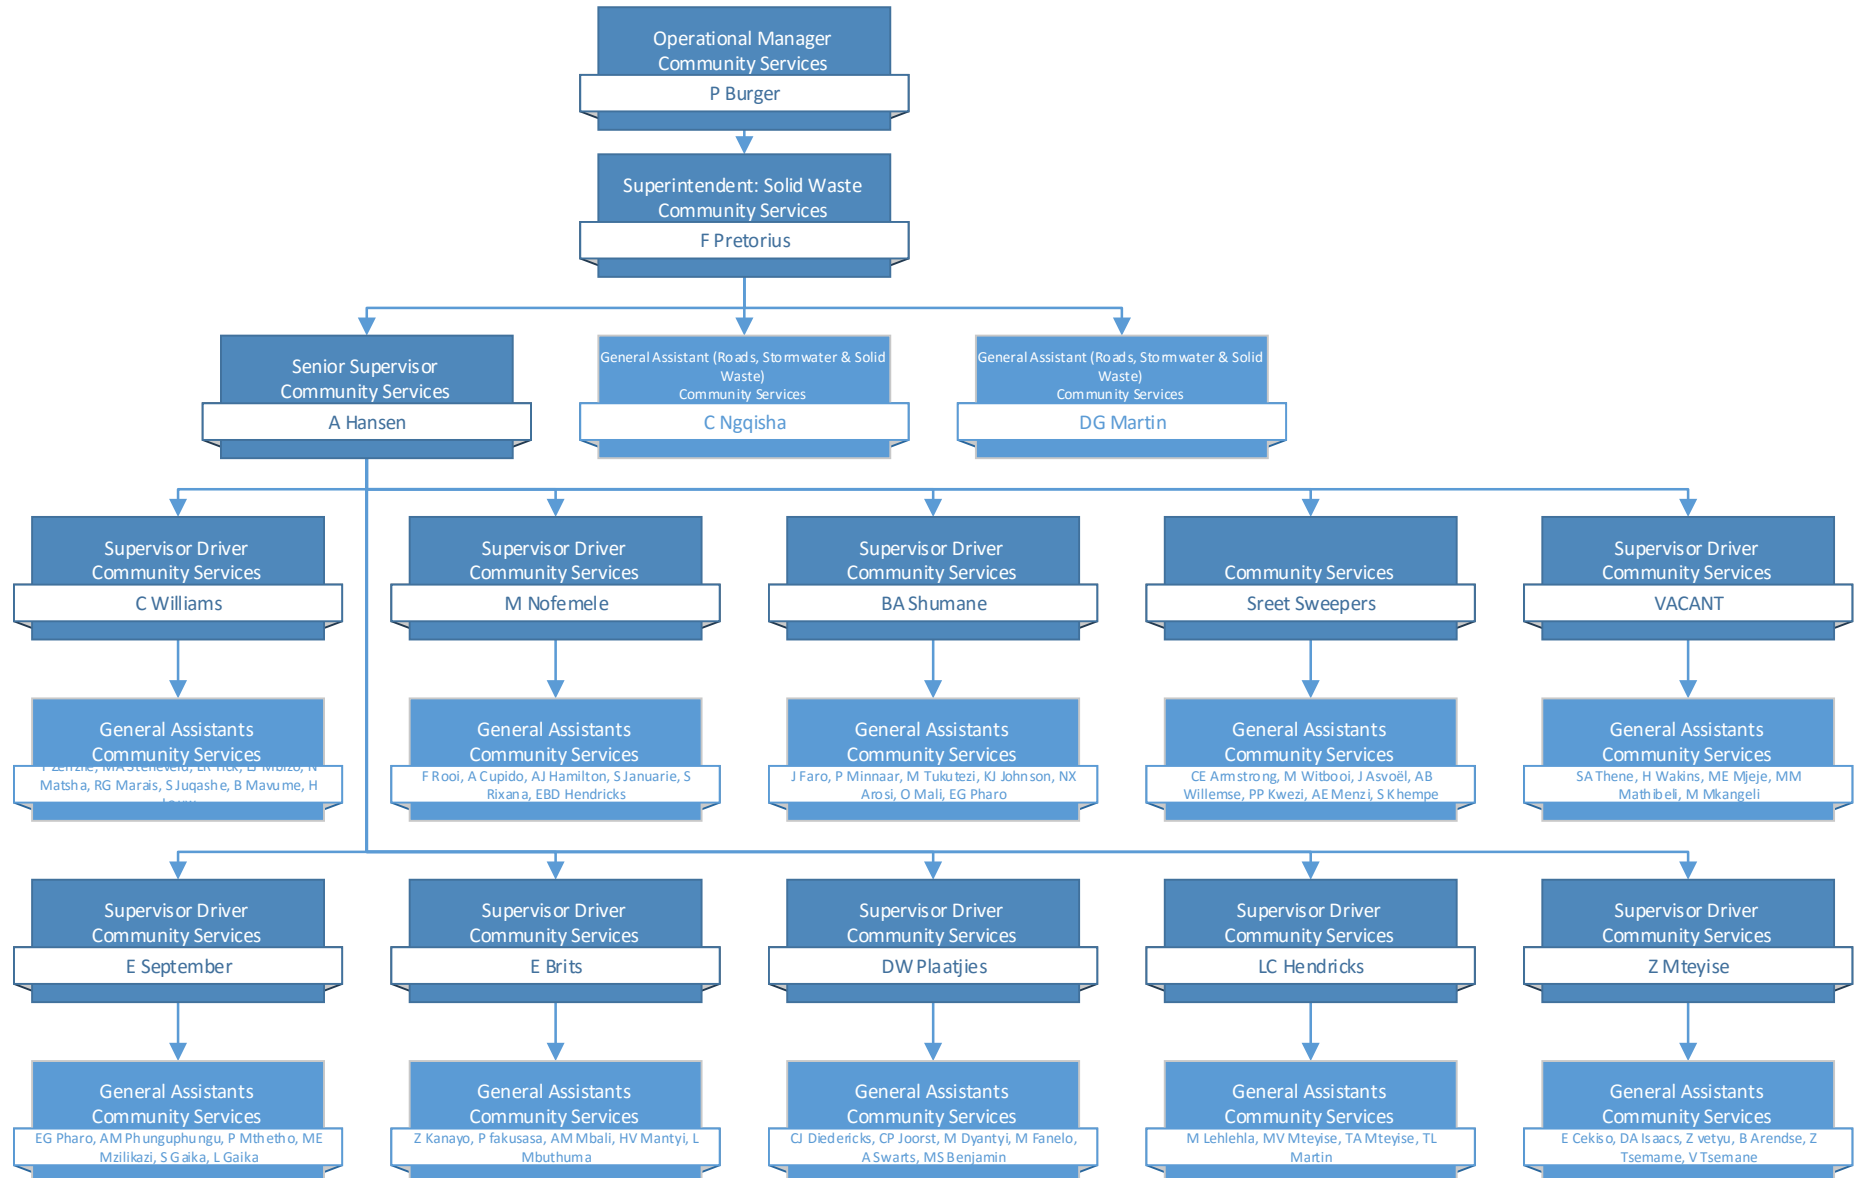 Operational Manager
Community Services
P Burger
Superintendent: Solid Waste
Community Services
F Pretorius
Senior Supervisor
Community Services
A Hansen
General Assistant (Roads, Stormwater & Solid
Waste)
Community Services
C Ngqisha
General Assistant (Roads, Stormwater & Solid
Waste)
Community Services
DG Martin
Supervisor Driver
Community Services
C Williams
Supervisor Driver
Community Services
M Nofemele
Supervisor Driver
Community Services
BA Shumane
Community Services
Sreet Sweepers
Supervisor Driver
Community Services
VACANT
General Assistants
Community Services
Matsha, RG Marais, S Juqashe, B Mavume, H
General Assistants
Community Services
F Rooi, A Cupido, AJ Hamilton, S Januarie, S
Rixana, EBD Hendricks
General Assistants
Community Services
J Faro, P Minnaar, M Tukutezi, KJ Johnson, NX
Arosi, O Mali, EG Pharo
General Assistants
Community Services
CE Armstrong, M Witbooi, J Asvoël, AB
Willemse, PP Kwezi, AE Menzi, S Khempe
General Assistants
Community Services
SA Thene, H Wakins, ME Mjeje, MM
Mathibeli, M Mkangeli
Supervisor Driver
Community Services
E September
Supervisor Driver
Community Services
E Brits
Supervisor Driver
Community Services
DW Plaatjies
Supervisor Driver
Community Services
LC Hendricks
Supervisor Driver
Community Services
Z Mteyise
General Assistants
Community Services
EG Pharo, AM Phunguphungu, P Mthetho, ME
Mzilikazi, S Gaika, L Gaika
General Assistants
Community Services
Z Kanayo, P fakusasa, AM Mbali, HV Mantyi, L
Mbuthuma
General Assistants
Community Services
CJ Diedericks, CP Joorst, M Dyantyi, M Fanelo,
A Swarts, MS Benjamin
General Assistants
Community Services
M Lehlehla, MV Mteyise, TA Mteyise, TL
Martin
General Assistants
Community Services
E Cekiso, DA Isaacs, Z vetyu, B Arendse, Z
Tsemame, V Tsemane